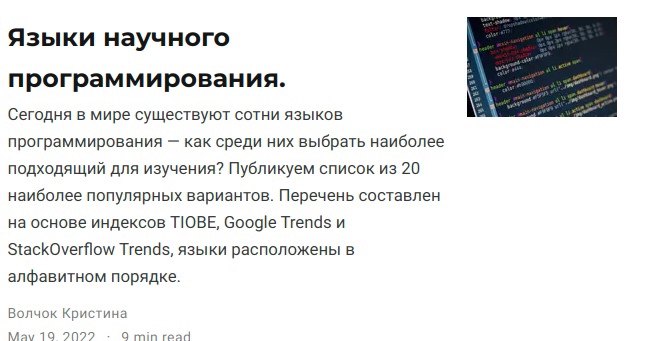 Языки научного
программирования.
Сегодня в мире существуют сотни языков
программирования — как среди них выбрать наиболее
подходящий для изучения? Публикуем список из 20
наиболее популярных вариантов. Перечень составлен
на основе индексов TIOBE, Google Trends и
StackOverflow Trends, языки расположены в
алфавитном порядке.
Волчок Кристина
May 19, 2022 · 9 min read